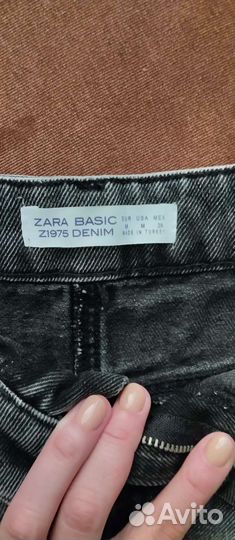 ZARA BASIC
Z1975 DENIM
EUR USA MEX
M M 28
MADE IN TURKEY
Avito